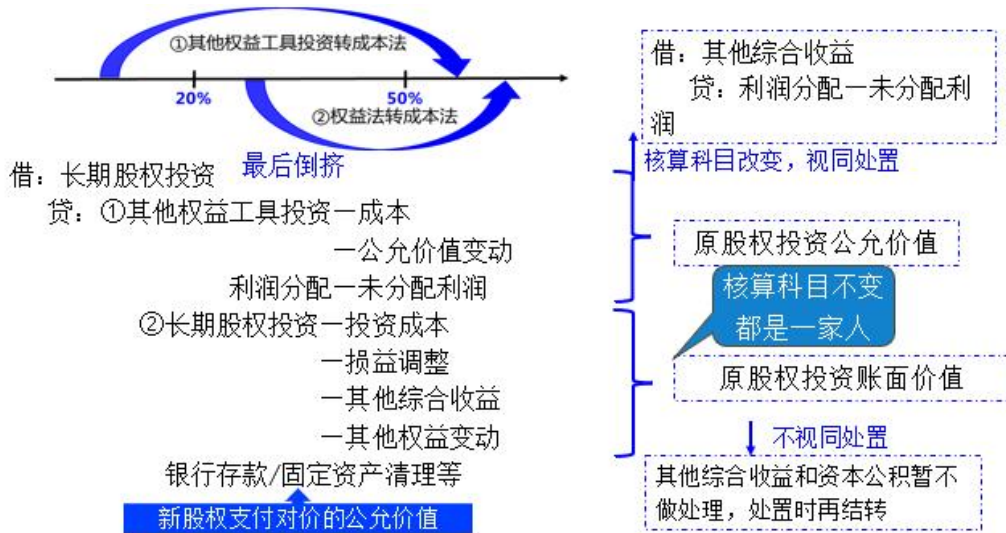 ①其他权益工具投资转成本法
20%
50%
②权益法转成本法
借：长期股权投资
最后倒挤
贷：①其他权益工具投资—成本
—公允价值变动
利润分配—未分配利润
②长期股权投资—投资成本
—损益调整
—其他综合收益
—其他权益变动
银行存款/固定资产清理等
新股权支付对价的公允价值
借：其他综合收益
贷：利润分配—未分配利
润
核算科目改变，视同处置
原股权投资公允价值
核算科目不变
都是一家人
原股权投资账面价值
不视同处置
其他综合收益和资本公积暂不
做处理，处置时再结转